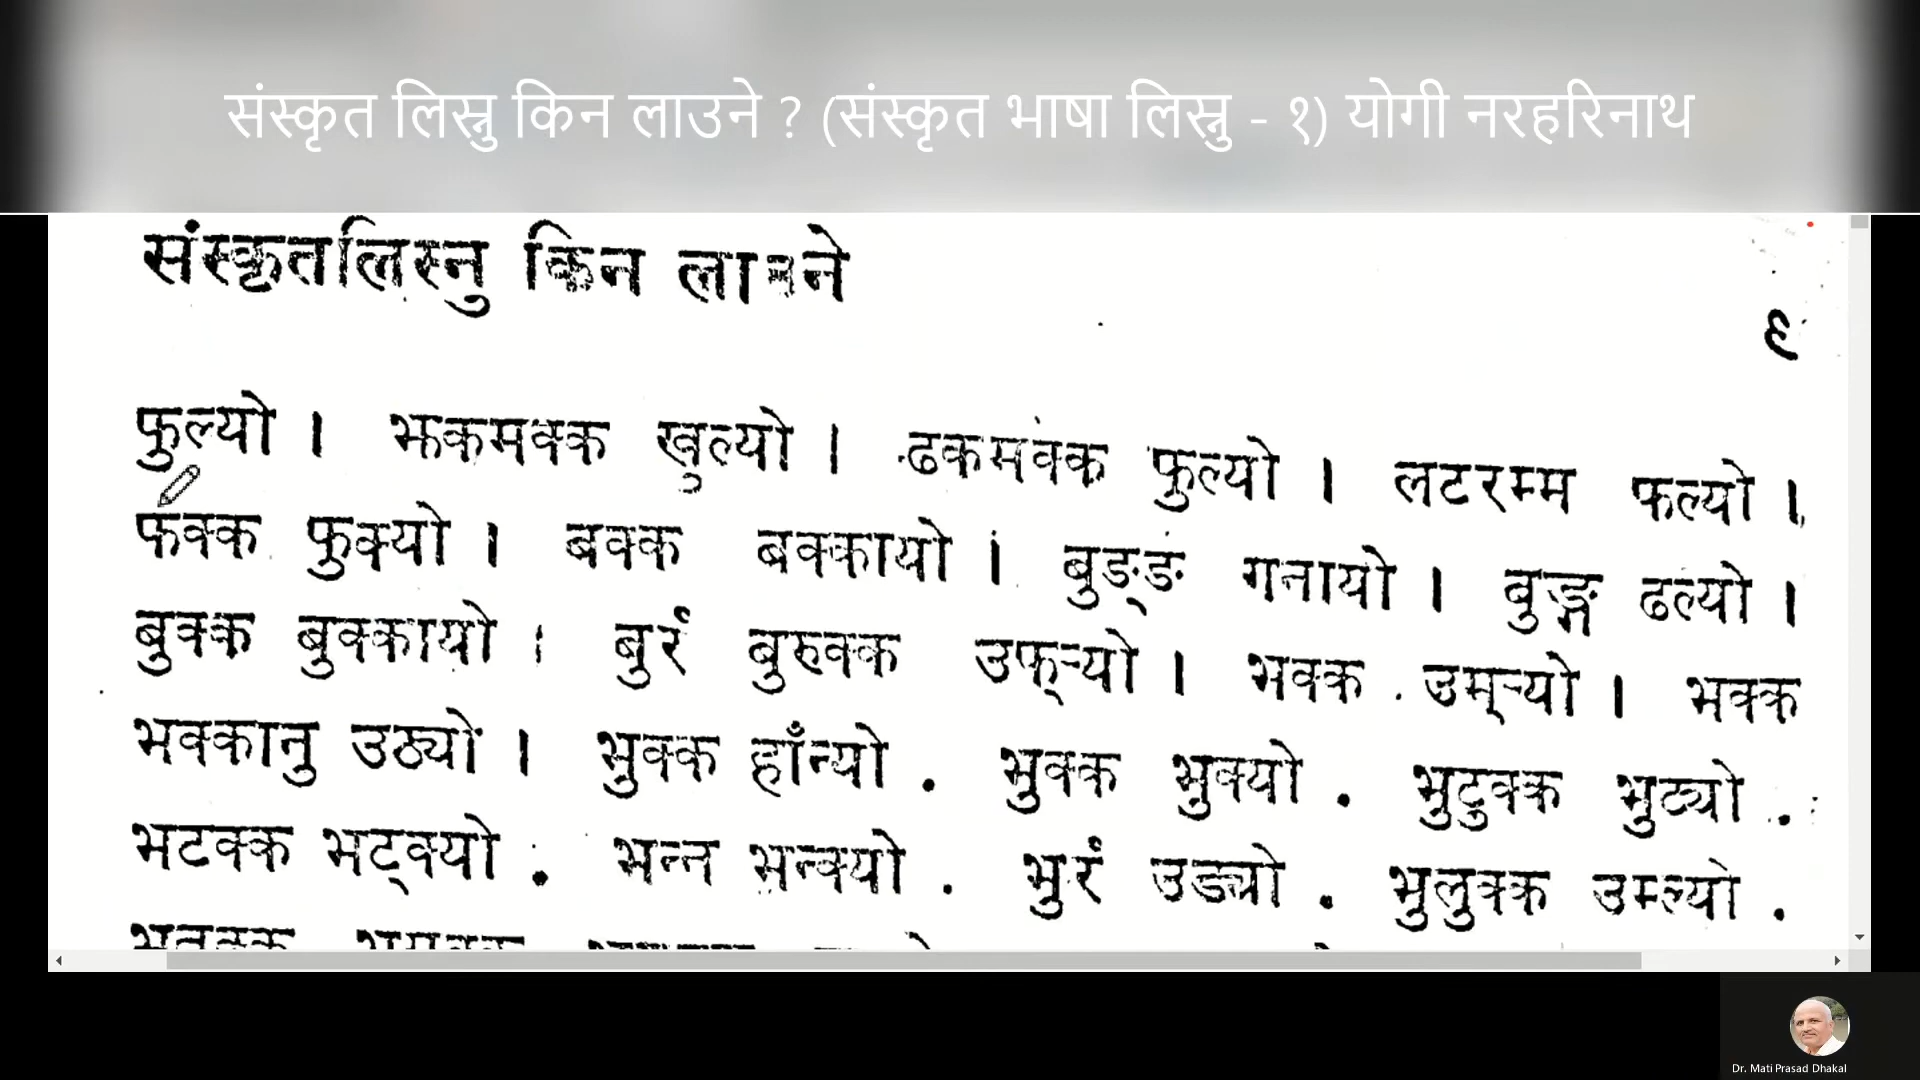 संस्कृत लिस्नु किन लाउने ? (संस्कृत भाषा लिस्नु - १) योगी नरहरिनाथ
संस्कृतलिस्नु किन लाउने
९
फुल्यो । झकमक्क खुल्यो । ढकमक्क फुल्यो । लटरम्म फल्यो ।
फक्क फुक्यो । बक्क बक्कायो । बुङ्ङ गनायो । बुङ्ग ढल्यो ।
बुक्क बुक्कायो । बुर्र बुरुक्क उफ्र्‍यो । भक्क उम्र्‍यो । भक्क
भक्कानु उठ्यो । भुक्क हाँन्यो . भुक्क भुक्यो . भुटुक्क भुट्यो .
भटक्क भट्क्यो . भन्न भन्क्यो . भुर्र उड्यो . भुलुक्क उम्ल्यो .
Dr. Mati Prasad Dhakal